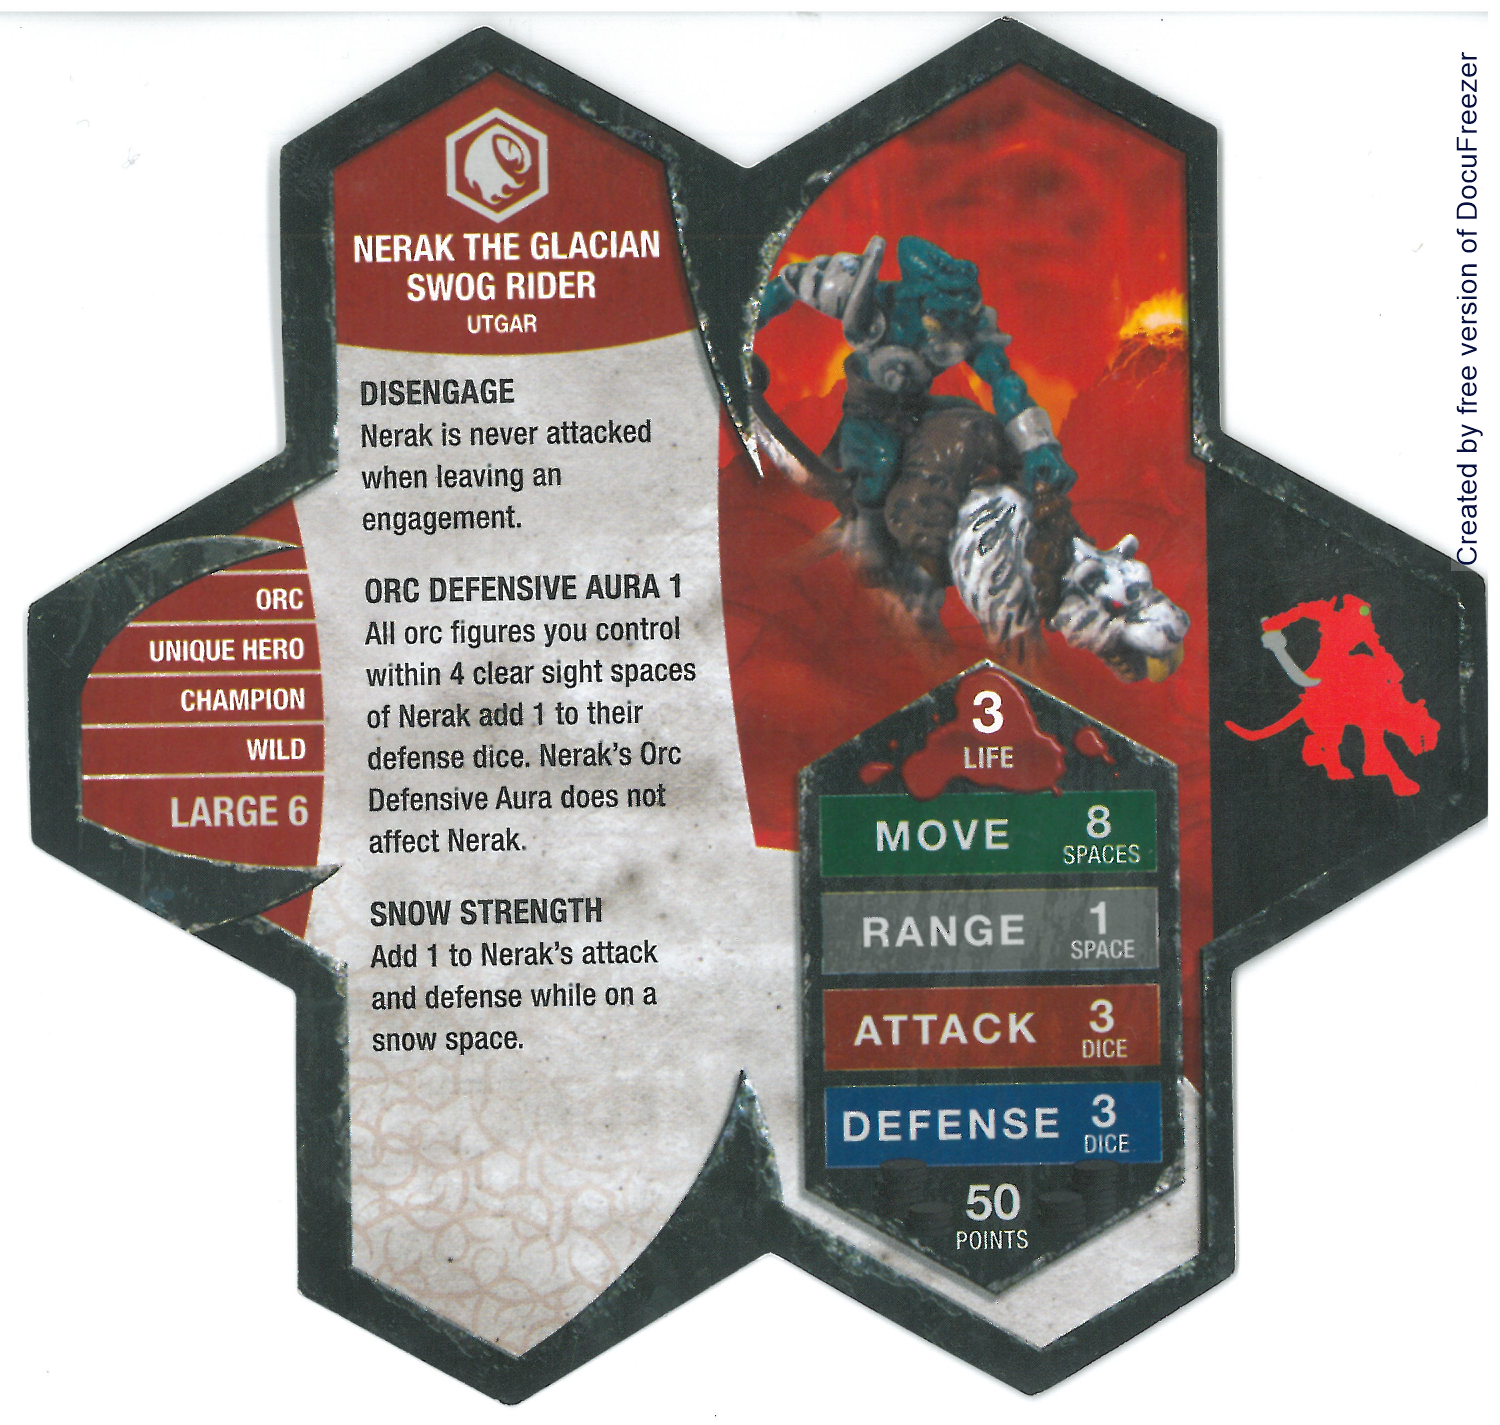 NERAK THE GLACIAN
SWOG RIDER
UTGAR
DISENGAGE
Nerak is never attacked
when leaving an
engagement.
ORC DEFENSIVE AURA 1
All orc figures you control
within 4 clear sight spaces
of Nerak add 1 to their
defense dice. Nerak's Orc
Defensive Aura does not
affect Nerak.
SNOW STRENGTH
Add 1 to Nerak's attack
and defense while on a
snow space.
ORC
UNIQUE HERO
CHAMPION
WILD
LARGE 6
3
LIFE
MOVE 8
SPACES
RANGE 1
SPACE
ATTACK 3
DICE
DEFENSE 3
DICE
50
POINTS
Created by free version of DocuFreezer